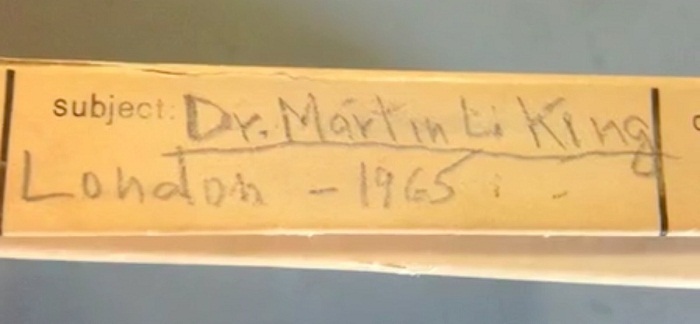 subject: Dr. Martin L. King
London - 1965